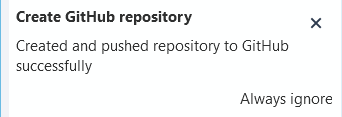 Create GitHub repository
Created and pushed repository to GitHub
successfully
Always ignore